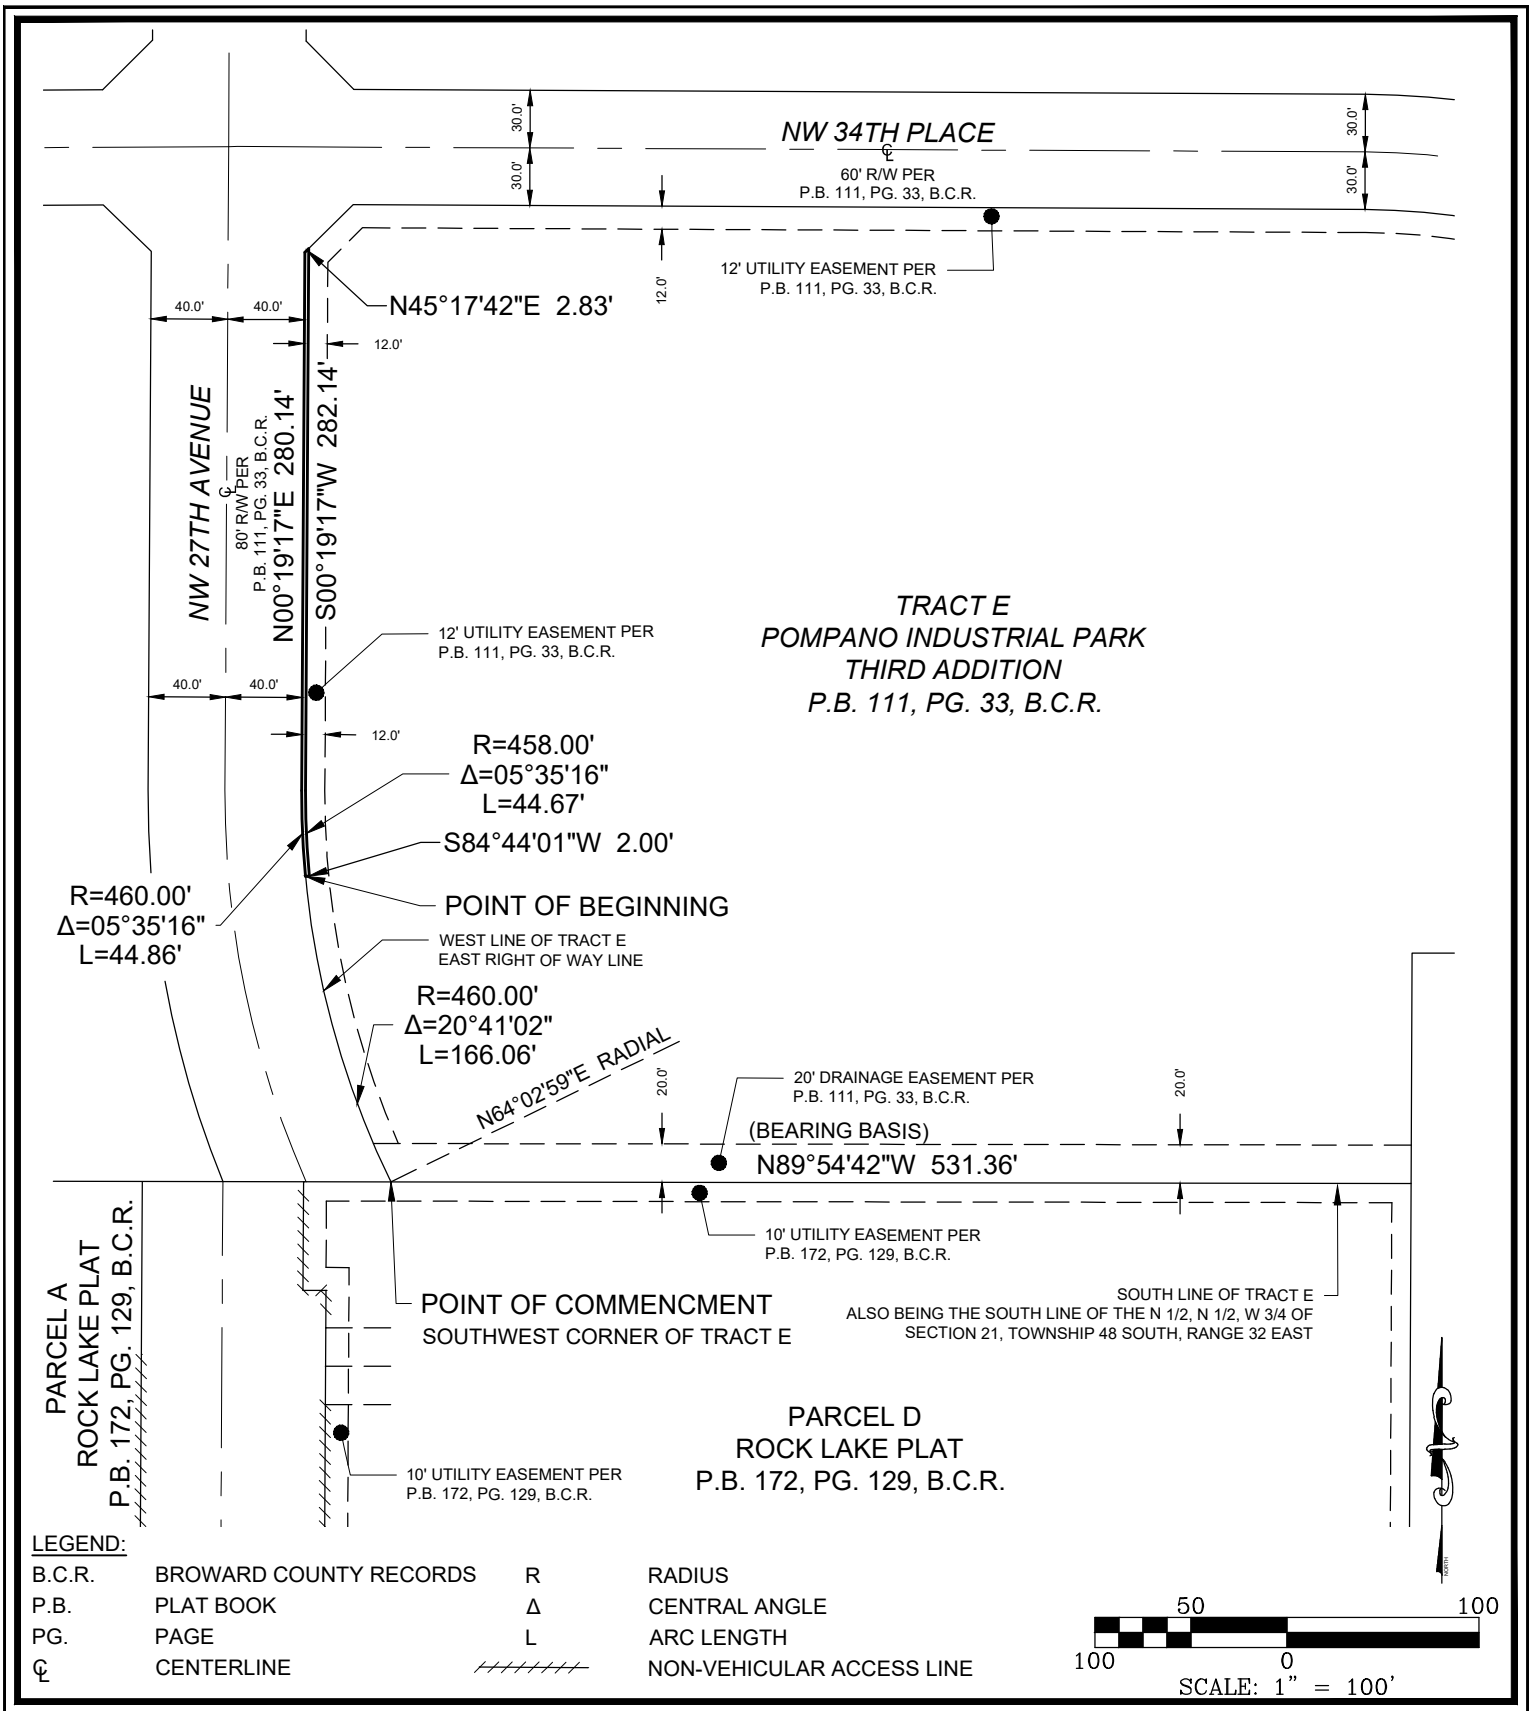 30.0'
30.0'
NW 34TH PLACE
℄
60' R/W PER
P.B. 111, PG. 33, B.C.R.
30.0'
30.0'
12' UTILITY EASEMENT PER
P.B. 111, PG. 33, B.C.R.
12.0'
N45°17'42"E 2.83'
40.0'
40.0'
12.0'
NW 27TH AVENUE
℄
80' R/W PER
P.B. 111, PG. 33, B.C.R.
N00°19'17"E 280.14'
S00°19'17"W 282.14'
12' UTILITY EASEMENT PER
P.B. 111, PG. 33, B.C.R.
TRACT E
POMPANO INDUSTRIAL PARK
THIRD ADDITION
P.B. 111, PG. 33, B.C.R.
40.0'
40.0'
12.0'
R=458.00'
Δ=05°35'16"
L=44.67'
S84°44'01"W 2.00'
R=460.00'
Δ=05°35'16"
L=44.86'
POINT OF BEGINNING
WEST LINE OF TRACT E
EAST RIGHT OF WAY LINE
R=460.00'
Δ=20°41'02"
L=166.06'
N64°02'59"E RADIAL
20.0'
20' DRAINAGE EASEMENT PER
P.B. 111, PG. 33, B.C.R.
20.0'
(BEARING BASIS)
N89°54'42"W 531.36'
10' UTILITY EASEMENT PER
P.B. 172, PG. 129, B.C.R.
PARCEL A
ROCK LAKE PLAT
P.B. 172, PG. 129, B.C.R.
POINT OF COMMENCMENT
SOUTHWEST CORNER OF TRACT E
SOUTH LINE OF TRACT E
ALSO BEING THE SOUTH LINE OF THE N 1/2, N 1/2, W 3/4 OF
SECTION 21, TOWNSHIP 48 SOUTH, RANGE 32 EAST
PARCEL D
ROCK LAKE PLAT
P.B. 172, PG. 129, B.C.R.
10' UTILITY EASEMENT PER
P.B. 172, PG. 129, B.C.R.
NORTH
LEGEND:
B.C.R. BROWARD COUNTY RECORDS R RADIUS
P.B. PLAT BOOK Δ CENTRAL ANGLE
PG. PAGE L ARC LENGTH
℄ CENTERLINE NON-VEHICULAR ACCESS LINE
50 100
100 0
SCALE: 1" = 100'